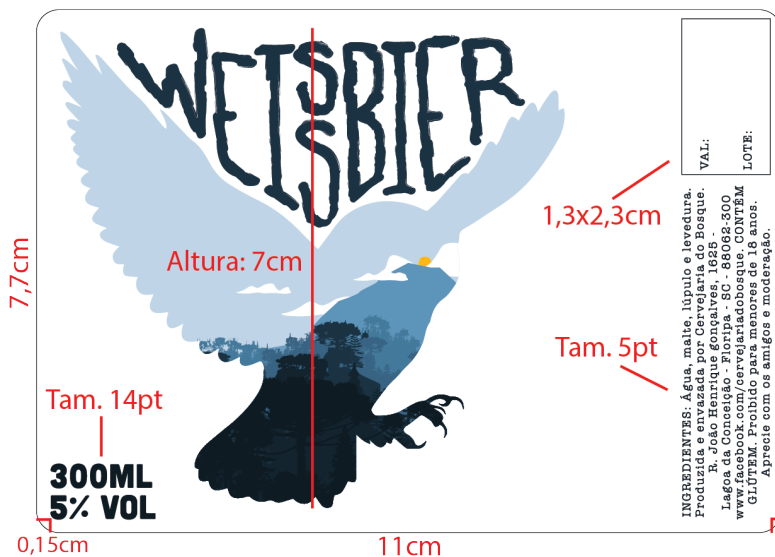 WEISSBIER
VAL:
LOTE:
1,3x2,3cm
Altura: 7cm
7,7cm
Tam. 5pt
Tam. 14pt
300ML
5% VOL
INGREDIENTES: Água, malte, lúpulo e levedura.
Produzida e envazada por Cervejaria do Bosque.
R. João Henrique gonçalves, 1625
Lagoa da Conceição - Floripa - SC - 88062-300
www.facebook.com/cervejariadobosque. CONTÉM
GLÚTEM. Proibido para menores de 18 anos.
Aprecie com os amigos e moderação.
0,15cm
11cm